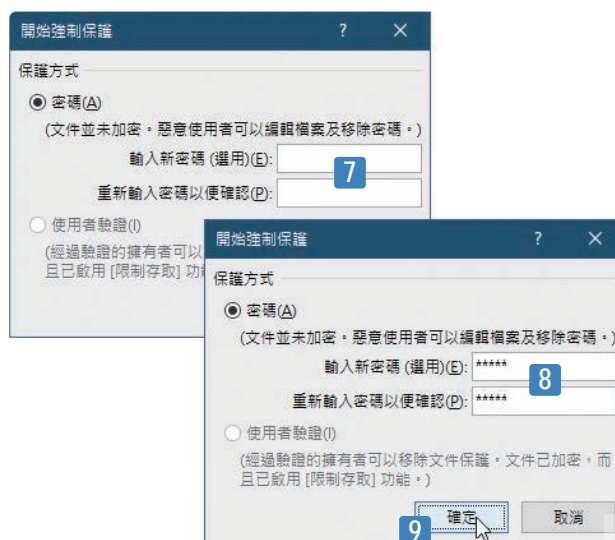 開始強制保護 ? ×
保護方式
密碼(A)
(文件並未加密。惡意使用者可以編輯檔案及移除密碼。)
輸入新密碼 (選用)(E):
7
重新輸入密碼以便確認(P):
使用者驗證(I)
(經過驗證的擁有者可以
且已啟用 [限制存取] 功
開始強制保護 ? ×
保護方式
密碼(A)
(文件並未加密。惡意使用者可以編輯檔案及移除密碼。)
輸入新密碼 (選用)(E): *****
8
重新輸入密碼以便確認(P): *****
使用者驗證(I)
(經過驗證的擁有者可以移除文件保護。文件已加密，而
且已啟用 [限制存取] 功能。)
9 確定 取消